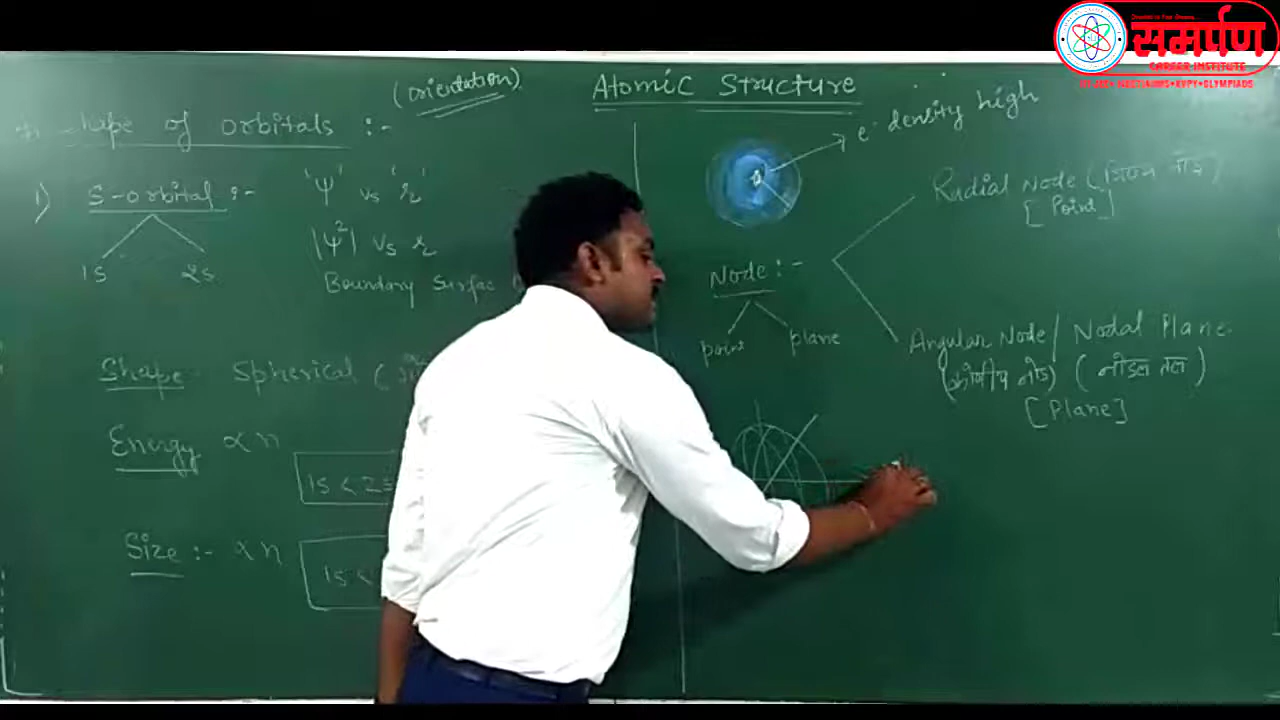 समर्पण
CAREER INSTITUTE
(orientation)
Atomic Structure
Shape of orbitals :-
1) S-orbital :-
1s 2s
'Ψ' vs 'r'
|Ψ²| vs r
Boundary Surfac
Shape Spherical (
Energy ∝ n
1s < 2s
Size :- ∝ n
1s <
e⁻ density high
Node :-
point plane
Radial Node (
[Point]
Angular Node / Nodal Plane
(कोणीय नोड) (नोडल तल)
[Plane]